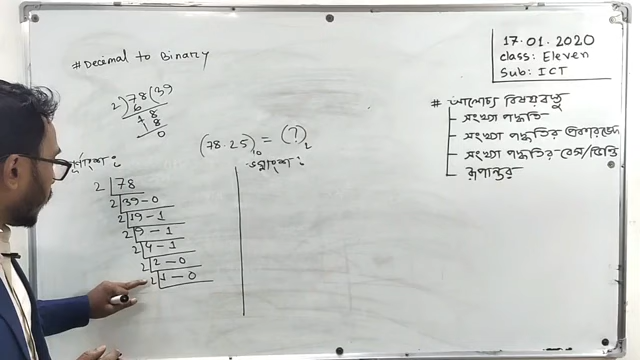 # Decimal to Binary
2) 78 (39
6
18
18
0
(78.25)10 = (?)2
পূর্ণাংশ :
2 78
2 39 - 0
2 19 - 1
2 9 - 1
2 4 - 1
2 2 - 0
2 1 - 0
ভগ্নাংশ :
17.01.2020
Class: Eleven
Sub: ICT
# আলোচ্য বিষয়বস্তু
সংখ্যা পদ্ধতি
সংখ্যা পদ্ধতির প্রকারভেদ
সংখ্যা পদ্ধতির বেস/ভিত্তি
রূপান্তর